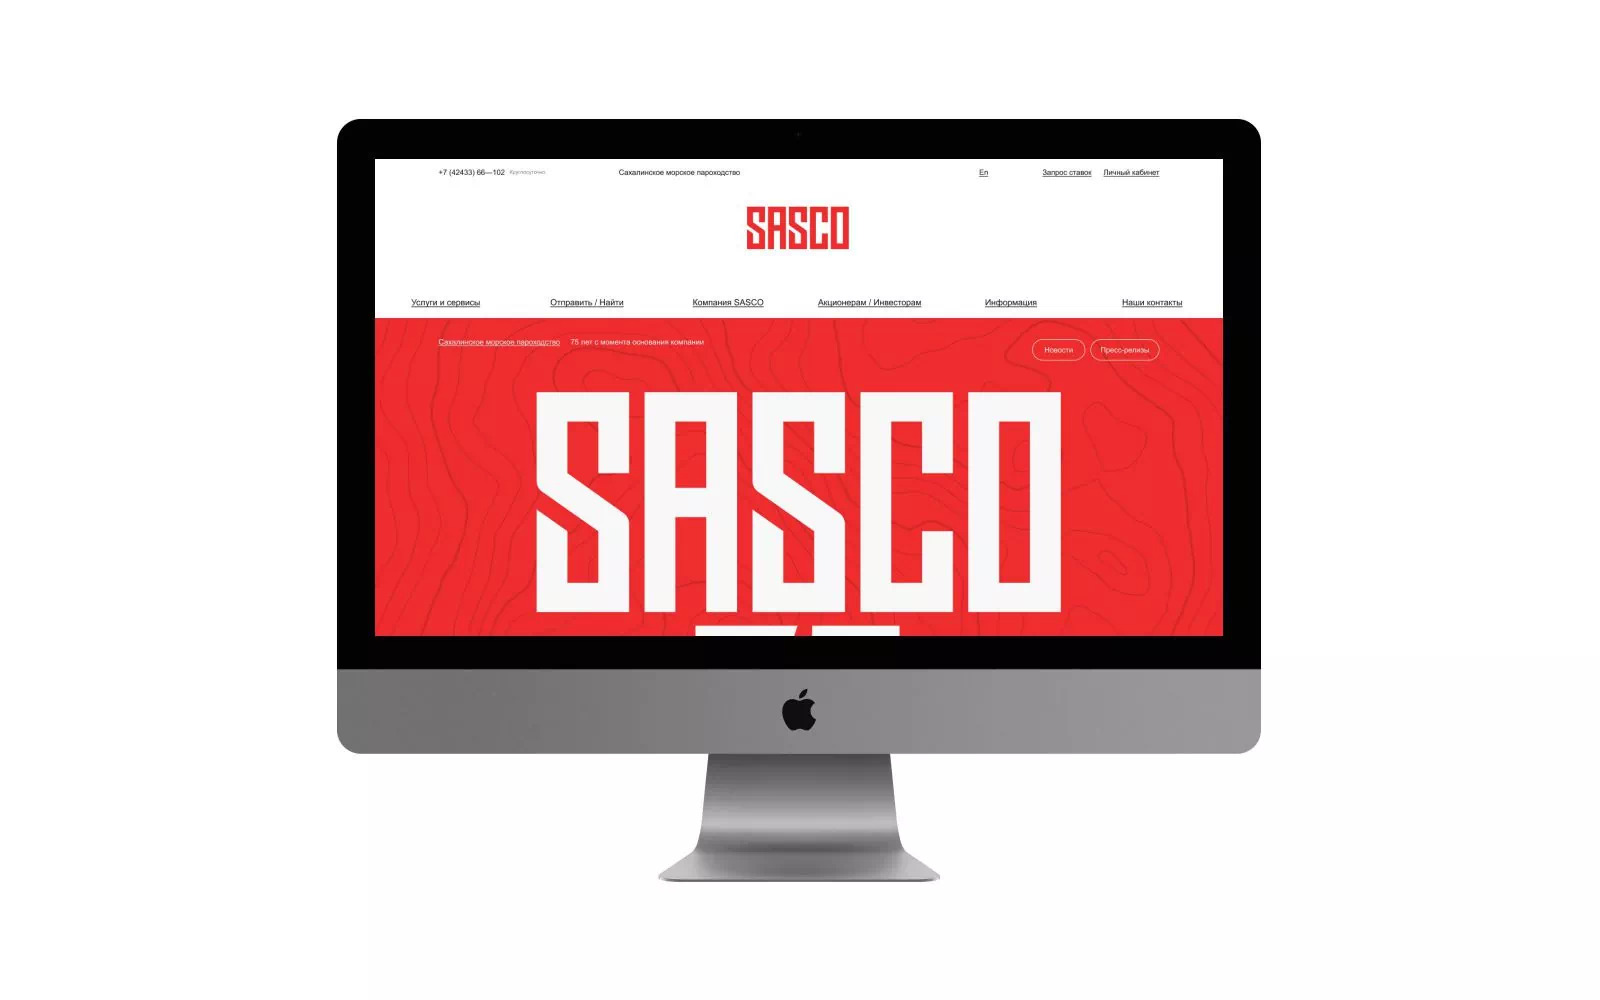 +7 (42433) 66—102 Круглосуточно Сахалинское морское пароходство En Запрос ставок Личный кабинет
SASCO
Услуги и сервисы Отправить / Найти Компания SASCO Акционерам / Инвесторам Информация Наши контакты
Сахалинское морское пароходство 75 лет с момента основания компании Новости Пресс-релизы
SASCO